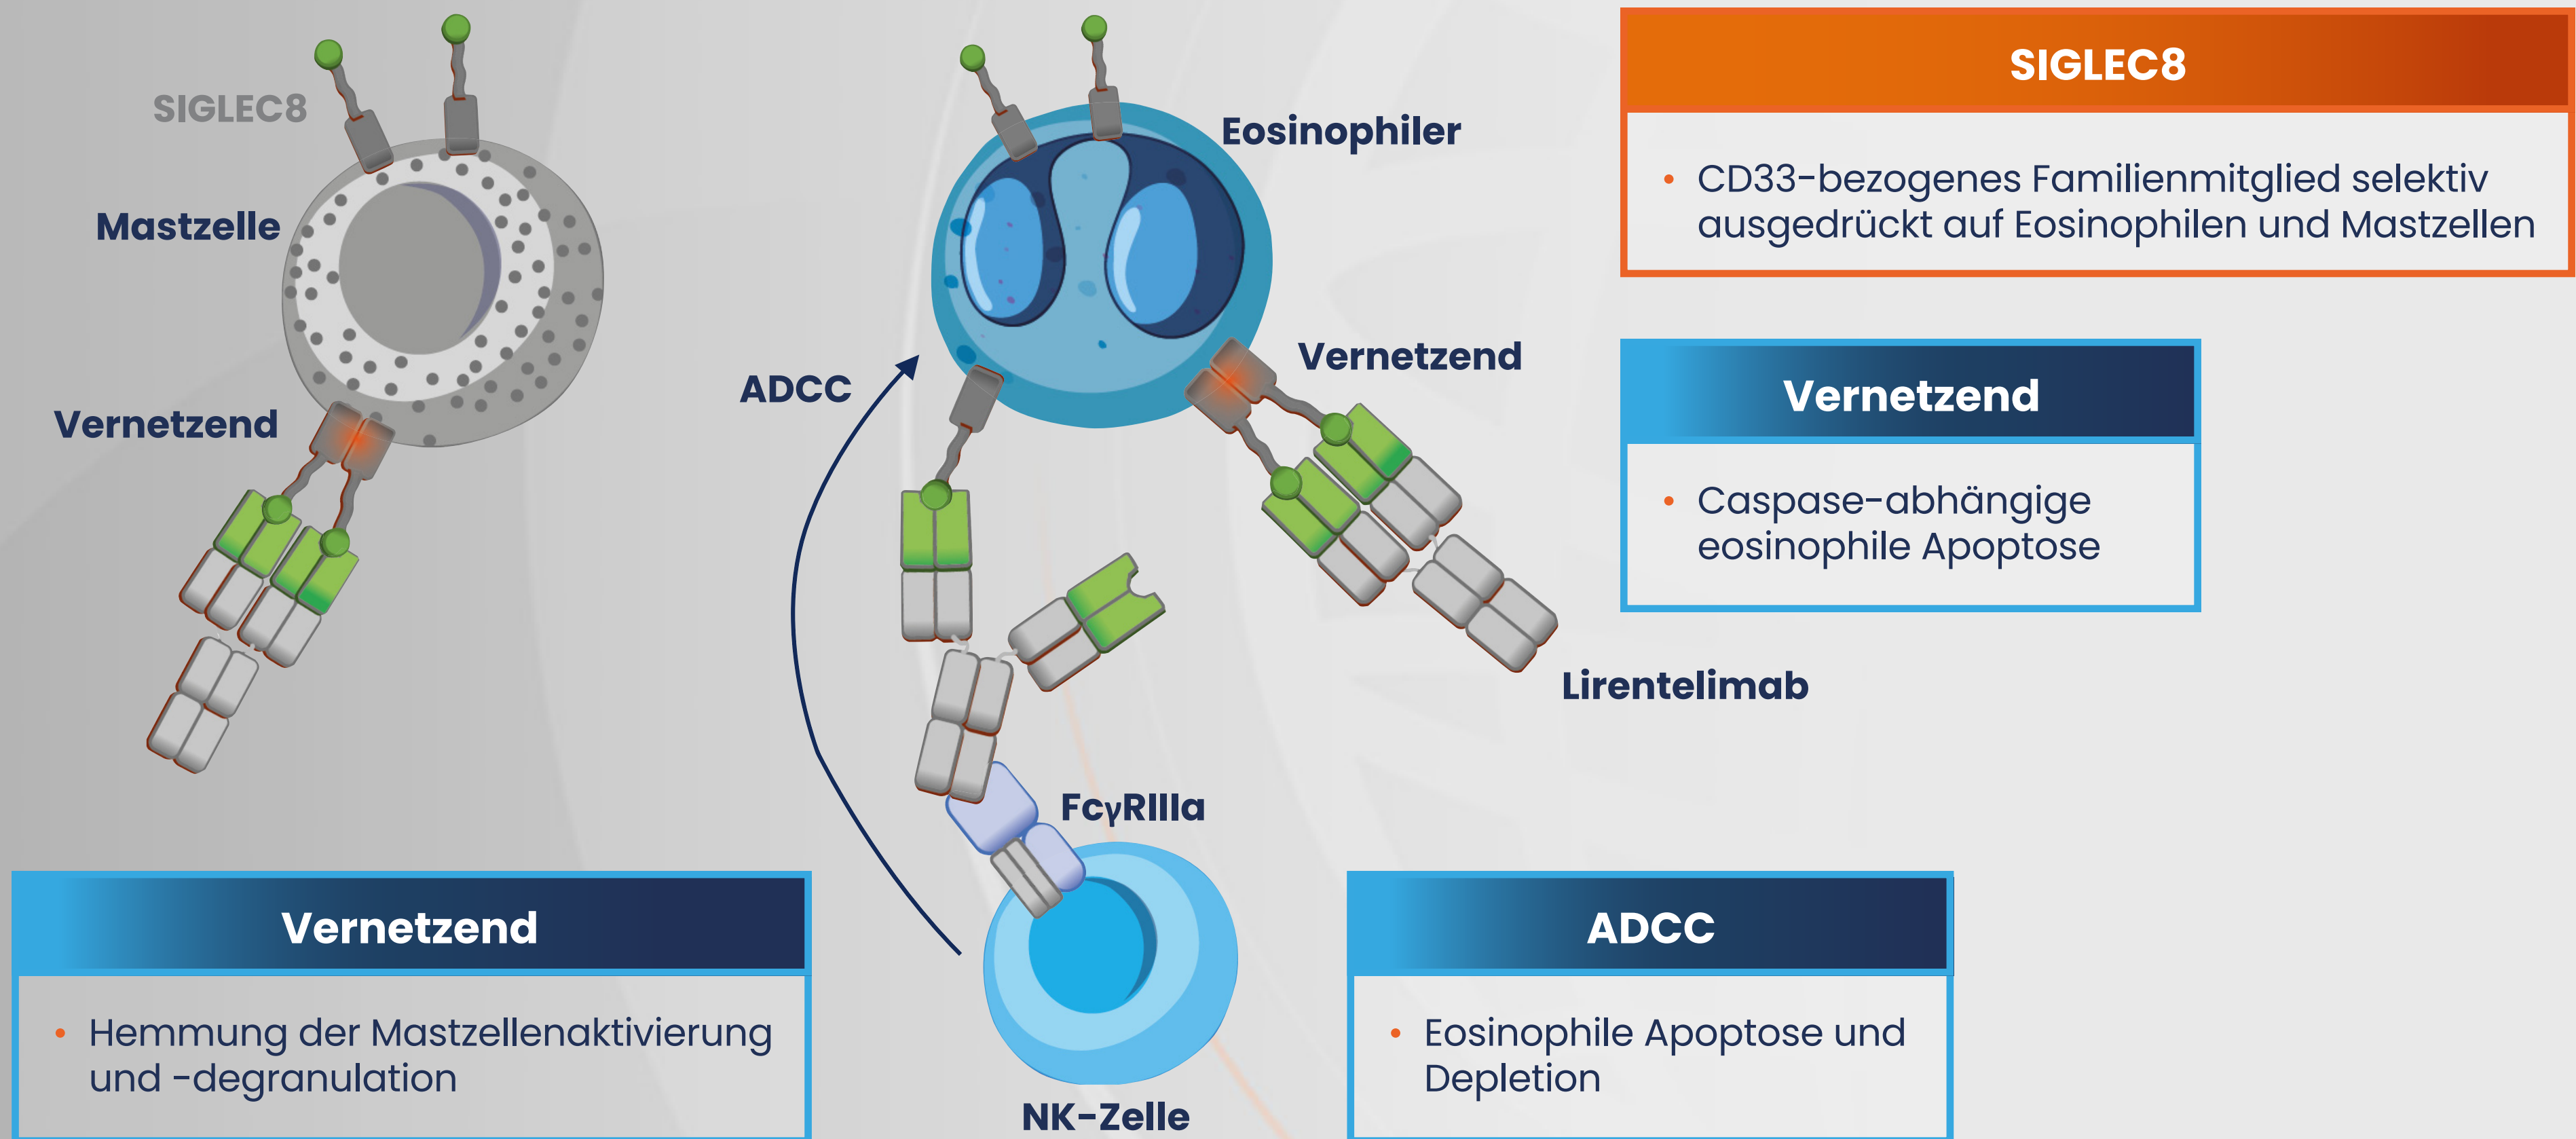 SIGLEC8
Mastzelle
Vernetzend
Eosinophiler
ADCC
Vernetzend
Lirentelimab
FcγRIIIa
NK-Zelle
SIGLEC8
• CD33-bezogenes Familienmitglied selektiv
ausgedrückt auf Eosinophilen und Mastzellen
Vernetzend
• Caspase-abhängige
eosinophile Apoptose
Vernetzend
• Hemmung der Mastzellenaktivierung
und -degranulation
ADCC
• Eosinophile Apoptose und
Depletion